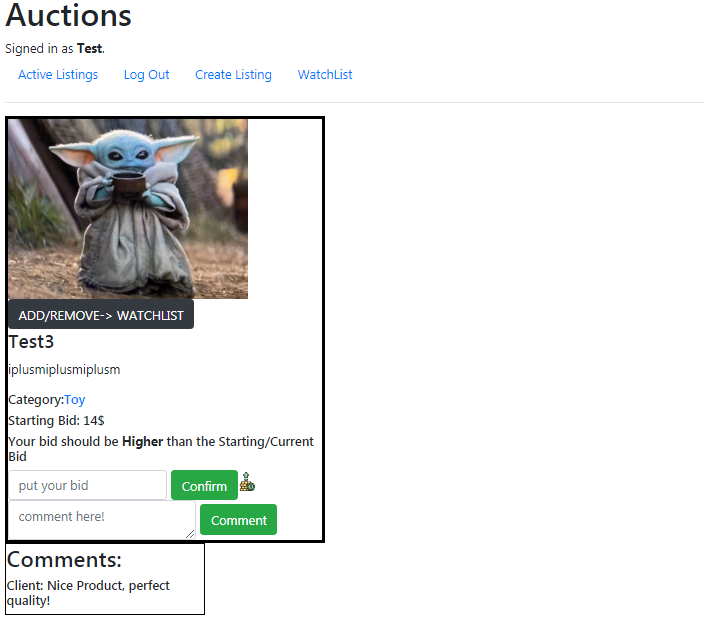 Auctions
Signed in as Test.
Active Listings Log Out Create Listing WatchList
ADD/REMOVE-> WATCHLIST
Test3
iplusmiplusmiplusm
Category:Toy
Starting Bid: 14$
Your bid should be Higher than the Starting/Current
Bid
put your bid Confirm
comment here! Comment
Comments:
Client: Nice Product, perfect
quality!